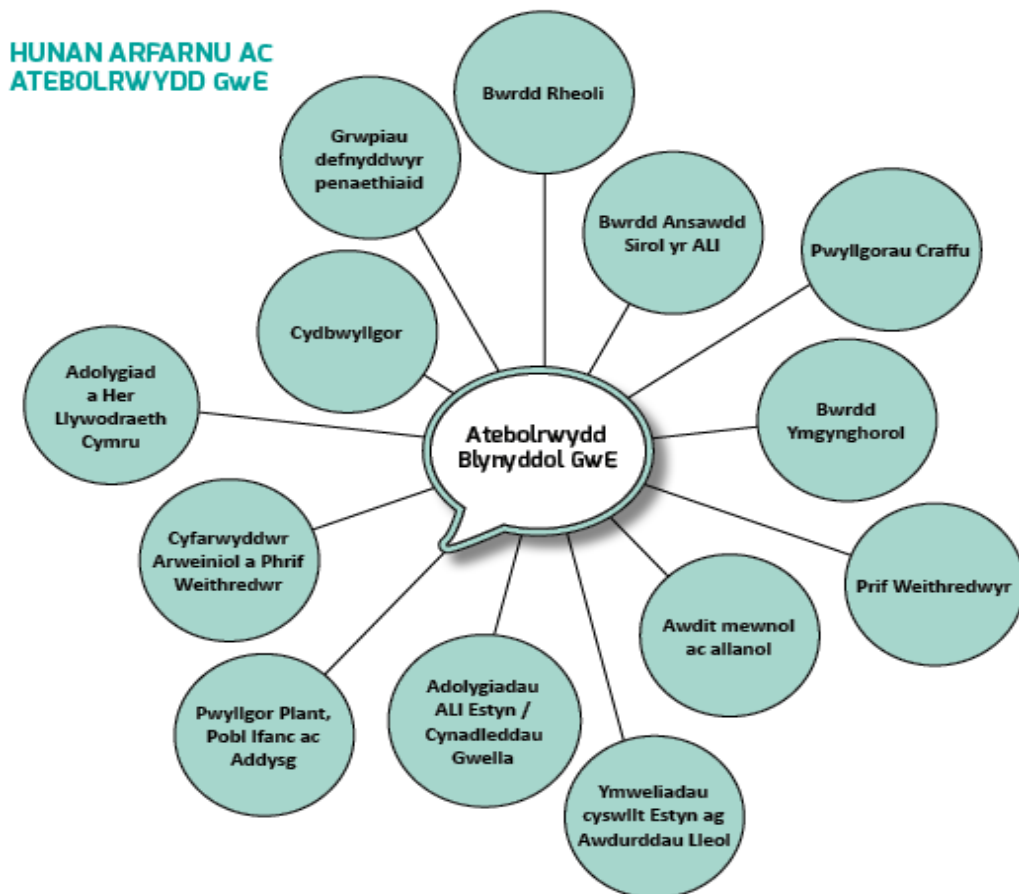 HUNAN ARFARNU AC
ATEBOLRWYDD GwE
Bwrdd Rheoli
Grwpiau
defnyddwyr
penaethiaid
Bwrdd Ansawdd
Sirol yr ALl
Pwyllgorau Craffu
Cydbwyllgor
Adolygiad
a Her
Llywodraeth
Cymru
Bwrdd
Ymgynghorol
Atebolrwydd
Blynyddol GwE
Cyfarwyddwr
Arweiniol a Phrif
Weithredwr
Prif Weithredwyr
Awdit mewnol
ac allanol
Pwyllgor Plant,
Pobl Ifanc ac
Addysg
Adolygiadau
ALl Estyn /
Cynadleddau
Gwella
Ymweliadau
cyswllt Estyn ag
Awdurddau Lleol